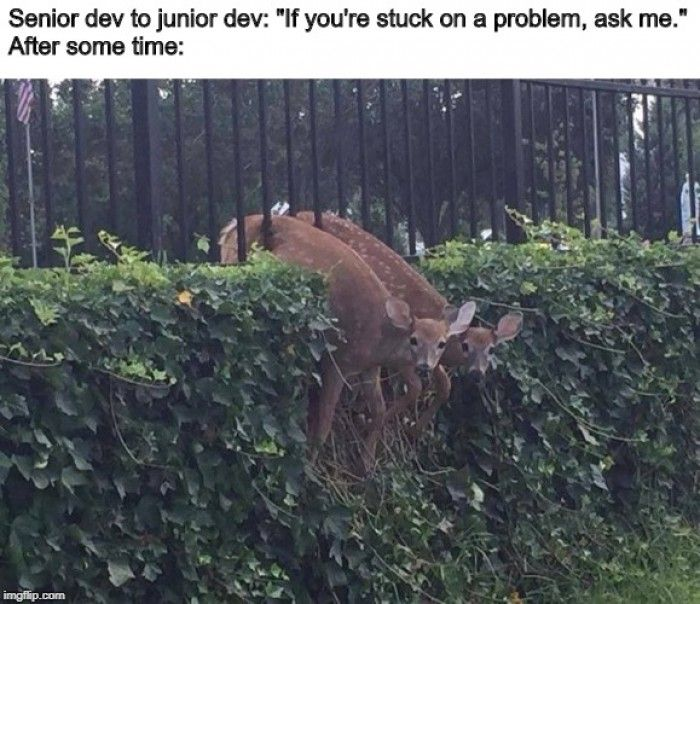 Senior dev to junior dev: "If you're stuck on a problem, ask me."
After some time:
imgflip.com